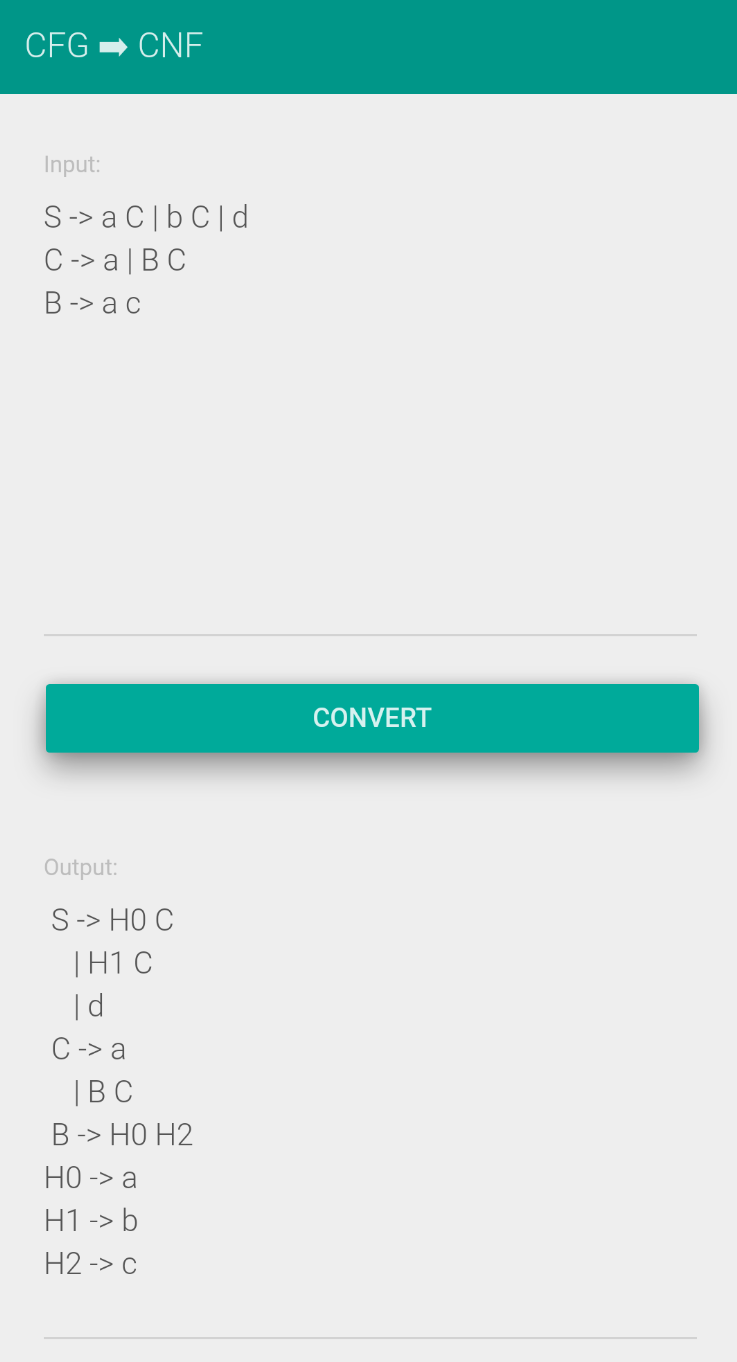 CFG ➡ CNF
Input:
S -> a C | b C | d
C -> a | B C
B -> a c
CONVERT
Output:
S -> H0 C
| H1 C
| d
C -> a
| B C
B -> H0 H2
H0 -> a
H1 -> b
H2 -> c